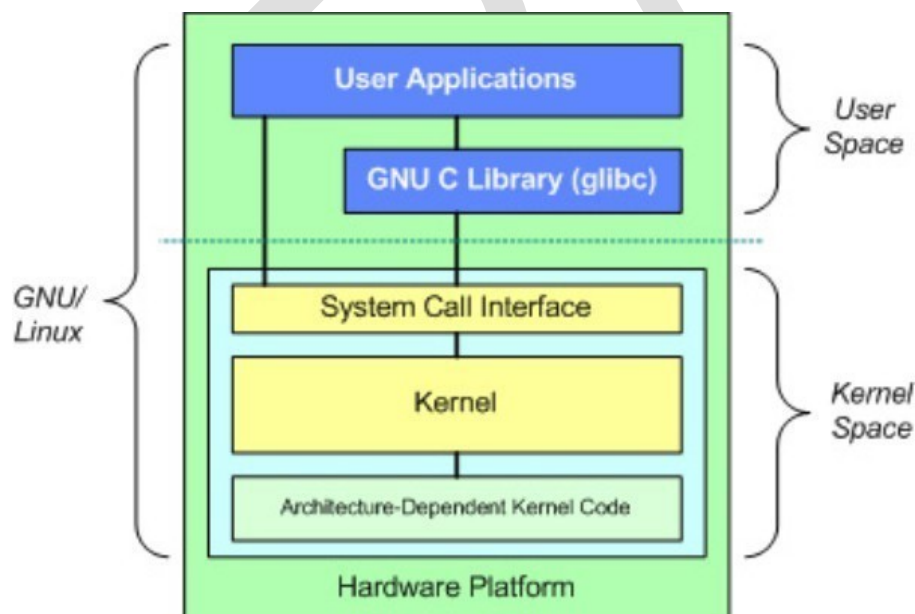 User Applications
User
Space
GNU C Library (glibc)
GNU/
Linux
System Call Interface
Kernel
Kernel
Space
Architecture-Dependent Kernel Code
Hardware Platform